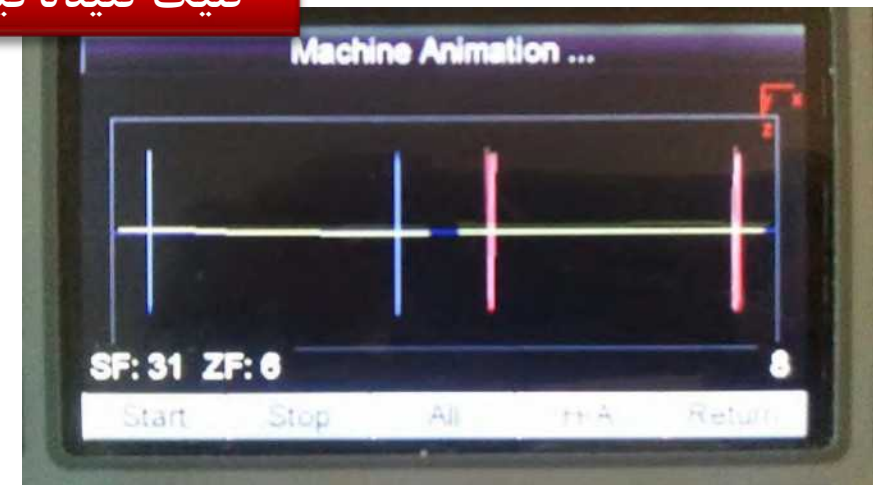 Machine Animation ...
x
z
SF: 31 ZF: 6 8
Start Stop All Return